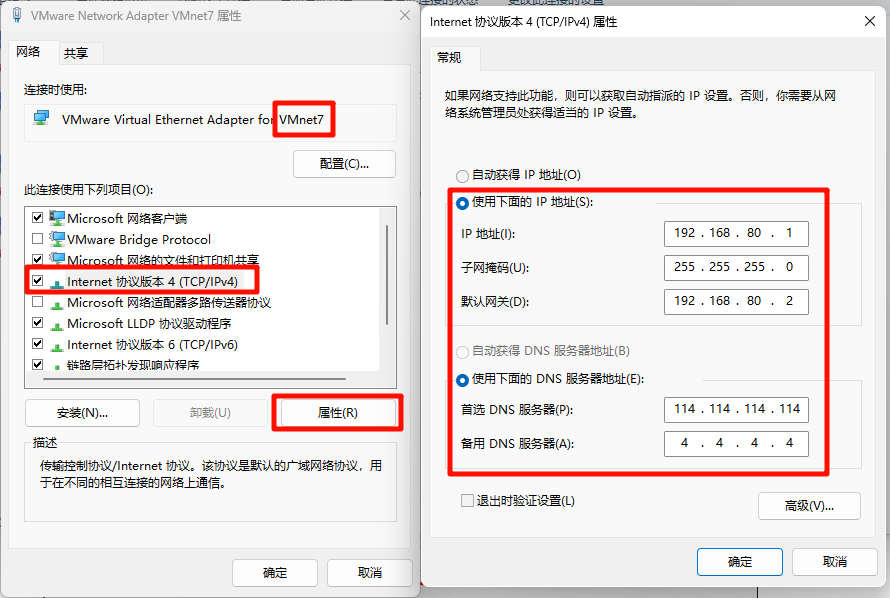 VMware Network Adapter VMnet7 属性
网络
共享
连接时使用:
VMware Virtual Ethernet Adapter for VMnet7
配置(C)...
此连接使用下列项目(O):
Microsoft 网络客户端
VMware Bridge Protocol
Microsoft 网络的文件和打印机共享
Internet 协议版本 4 (TCP/IPv4)
Microsoft 网络适配器多路传送器协议
Microsoft LLDP 协议驱动程序
Internet 协议版本 6 (TCP/IPv6)
链路层拓扑发现响应程序
安装(N)...
卸载(U)
属性(R)
描述
传输控制协议/Internet 协议。该协议是默认的广域网络协议，用
于在不同的相互连接的网络上通信。
确定
取消
Internet 协议版本 4 (TCP/IPv4) 属性
常规
如果网络支持此功能，则可以获取自动指派的 IP 设置。否则，你需要从网
络系统管理员处获得适当的 IP 设置。
自动获得 IP 地址(O)
使用下面的 IP 地址(S):
IP 地址(I):
192 . 168 . 80 . 1
子网掩码(U):
255 . 255 . 255 . 0
默认网关(D):
192 . 168 . 80 . 2
自动获得 DNS 服务器地址(B)
使用下面的 DNS 服务器地址(E):
首选 DNS 服务器(P):
114 . 114 . 114 . 114
备用 DNS 服务器(A):
4 . 4 . 4 . 4
退出时验证设置(L)
高级(V)...
确定
取消